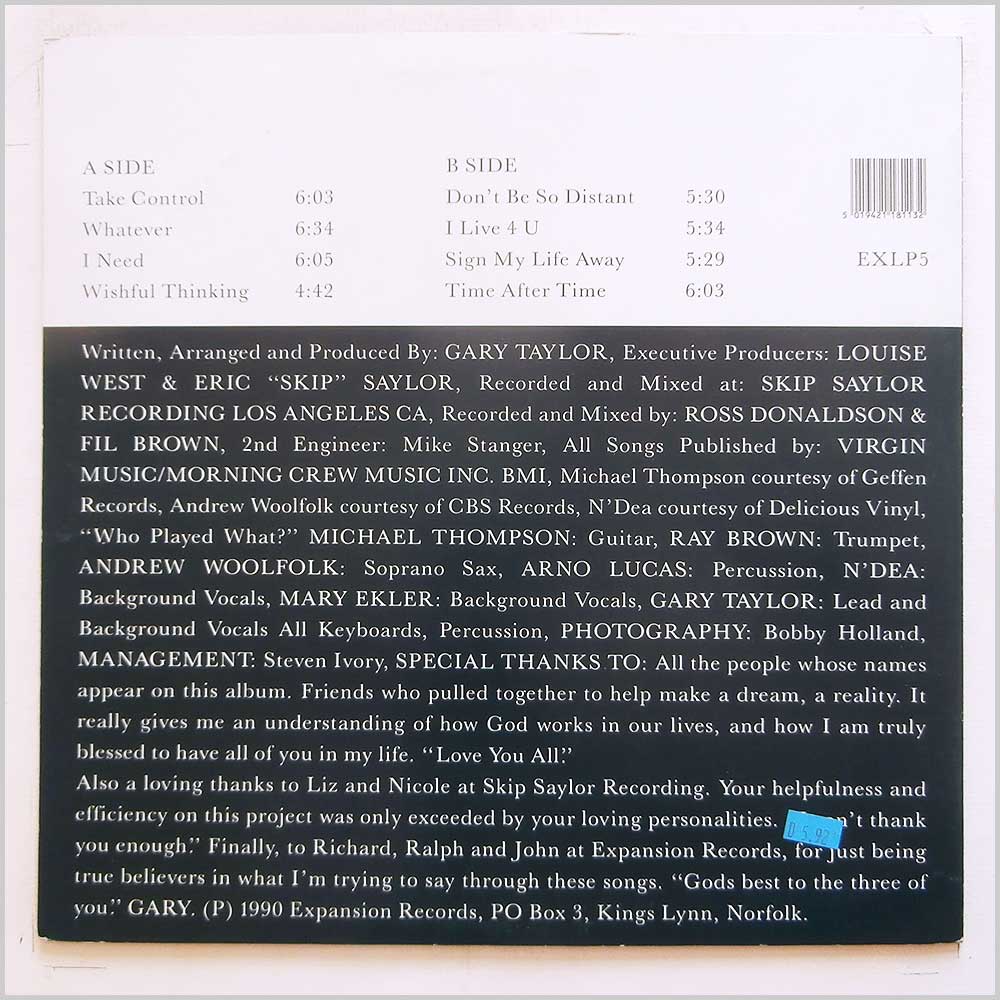 A SIDE
Take Control 6:03
Whatever 6:34
I Need 6:05
Wishful Thinking 4:42
B SIDE
Don't Be So Distant 5:30
I Live 4 U 5:34
Sign My Life Away 5:29
Time After Time 6:03
5 019421 181132
EXLP5
Written, Arranged and Produced By: GARY TAYLOR, Executive Producers: LOUISE
WEST & ERIC “SKIP” SAYLOR, Recorded and Mixed at: SKIP SAYLOR
RECORDING LOS ANGELES CA, Recorded and Mixed by: ROSS DONALDSON &
FIL BROWN, 2nd Engineer: Mike Stanger, All Songs Published by: VIRGIN
MUSIC/MORNING CREW MUSIC INC. BMI, Michael Thompson courtesy of Geffen
Records, Andrew Woolfolk courtesy of CBS Records, N'Dea courtesy of Delicious Vinyl,
“Who Played What?” MICHAEL THOMPSON: Guitar, RAY BROWN: Trumpet,
ANDREW WOOLFOLK: Soprano Sax, ARNO LUCAS: Percussion, N'DEA:
Background Vocals, MARY EKLER: Background Vocals, GARY TAYLOR: Lead and
Background Vocals All Keyboards, Percussion, PHOTOGRAPHY: Bobby Holland,
MANAGEMENT: Steven Ivory, SPECIAL THANKS TO: All the people whose names
appear on this album. Friends who pulled together to help make a dream, a reality. It
really gives me an understanding of how God works in our lives, and how I am truly
blessed to have all of you in my life. “Love You All.”
Also a loving thanks to Liz and Nicole at Skip Saylor Recording. Your helpfulness and
efficiency on this project was only exceeded by your loving personalities. n't thank
D 5.92
you enough.” Finally, to Richard, Ralph and John at Expansion Records, for just being
true believers in what I'm trying to say through these songs. “Gods best to the three of
you.” GARY. (P) 1990 Expansion Records, PO Box 3, Kings Lynn, Norfolk.